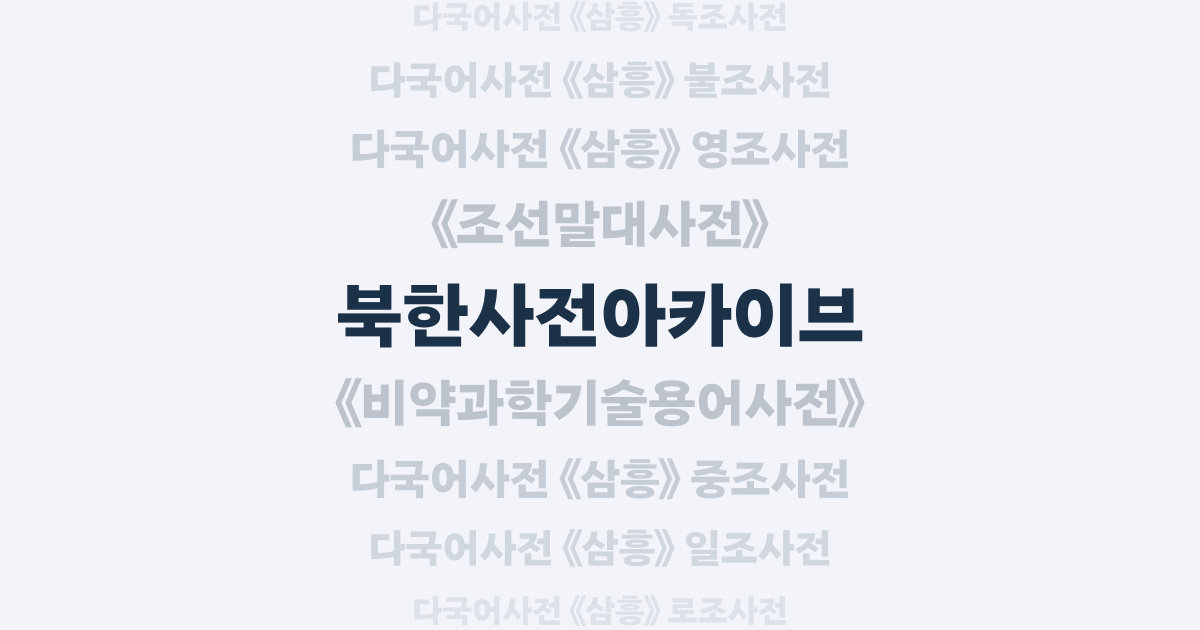 다국어사전 《삼흥》 독조사전
다국어사전 《삼흥》 불조사전
다국어사전 《삼흥》 영조사전
《조선말대사전》
북한사전아카이브
《비약과학기술용어사전》
다국어사전 《삼흥》 중조사전
다국어사전 《삼흥》 일조사전
다국어사전 《삼흥》 로조사전